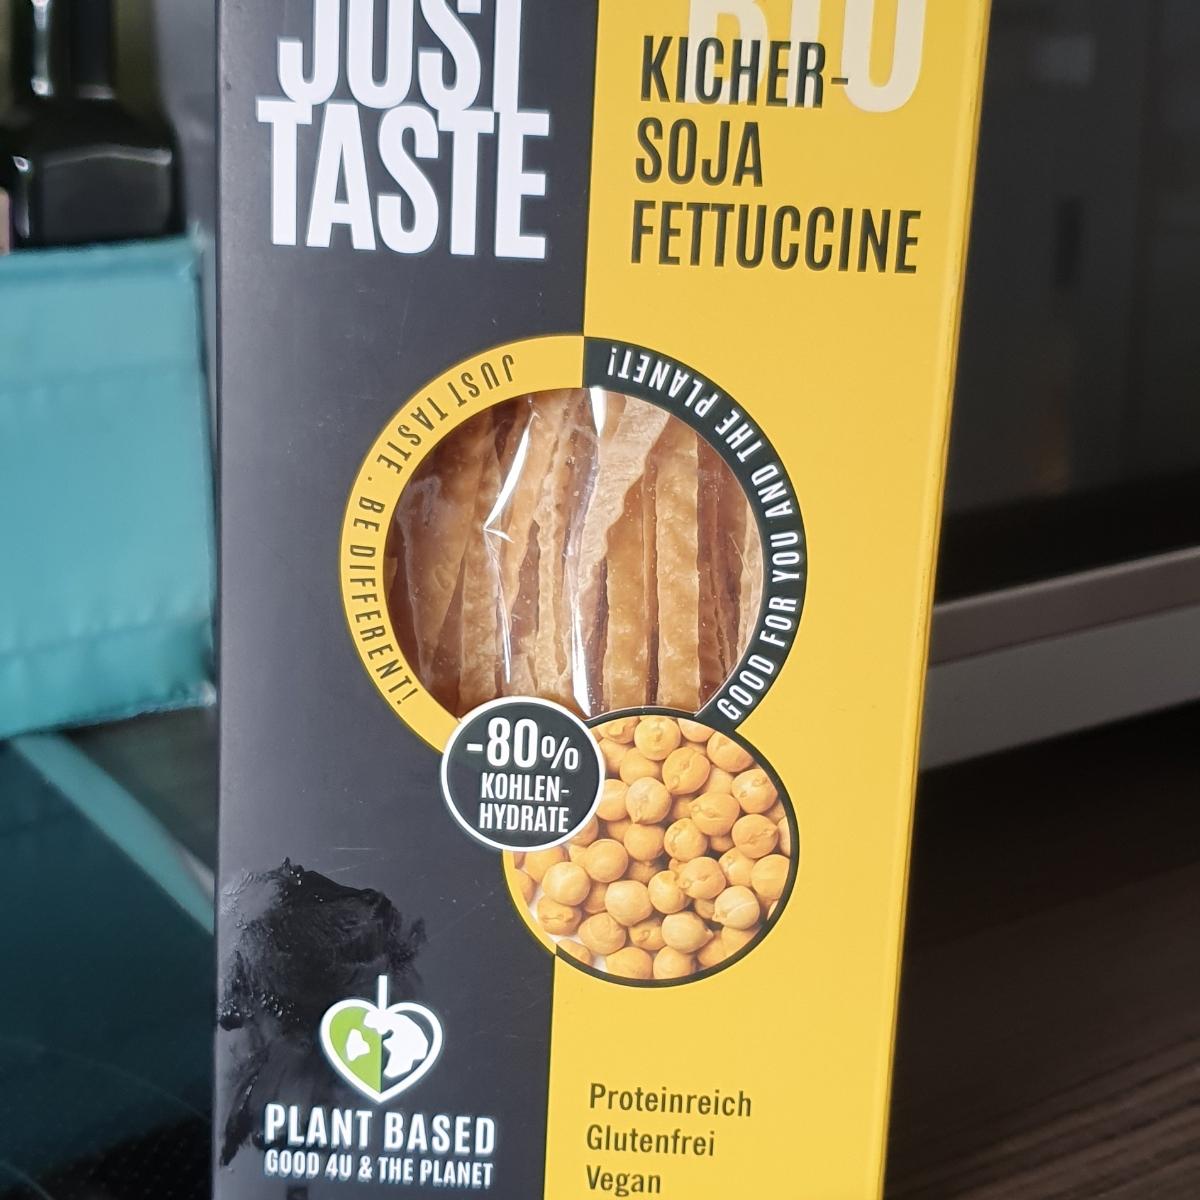 JUST
TASTE
BIO
KICHER-
SOJA
FETTUCCINE
JUST TASTE . BE DIFFERENT!
GOOD FOR YOU AND THE PLANET!
-80%
KOHLEN-
HYDRATE
PLANT BASED
GOOD 4U & THE PLANET
Proteinreich
Glutenfrei
Vegan